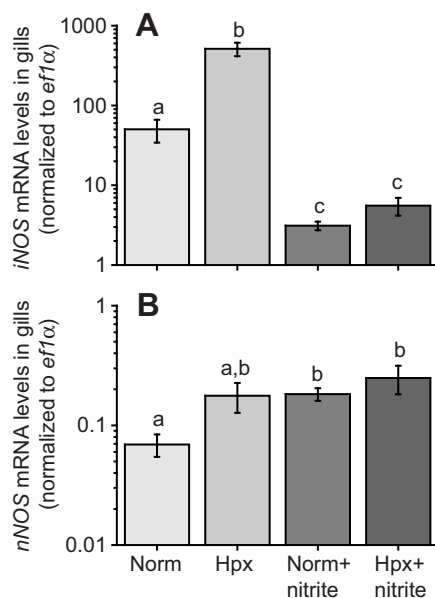 A
iNOS mRNA levels in gills
(normalized to ef1α)
1000
100
10
1
a
b
c
c
B
nNOS mRNA levels in gills
(normalized to ef1α)
1
0.1
0.01
a
a,b
b
b
Norm
Hpx
Norm+
nitrite
Hpx+
nitrite